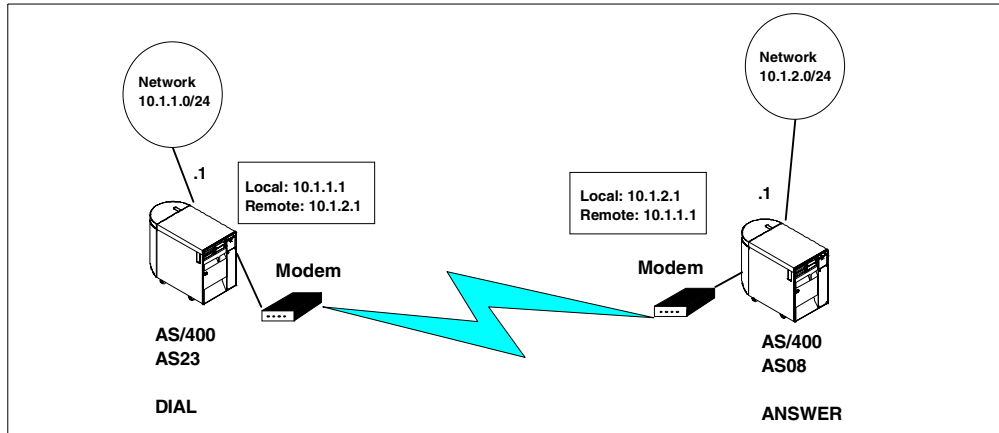 Network
10.1.1.0/24
Network
10.1.2.0/24
.1
Local: 10.1.1.1
Remote: 10.1.2.1
Local: 10.1.2.1
Remote: 10.1.1.1
.1
Modem
Modem
AS/400
AS23
DIAL
AS/400
AS08
ANSWER